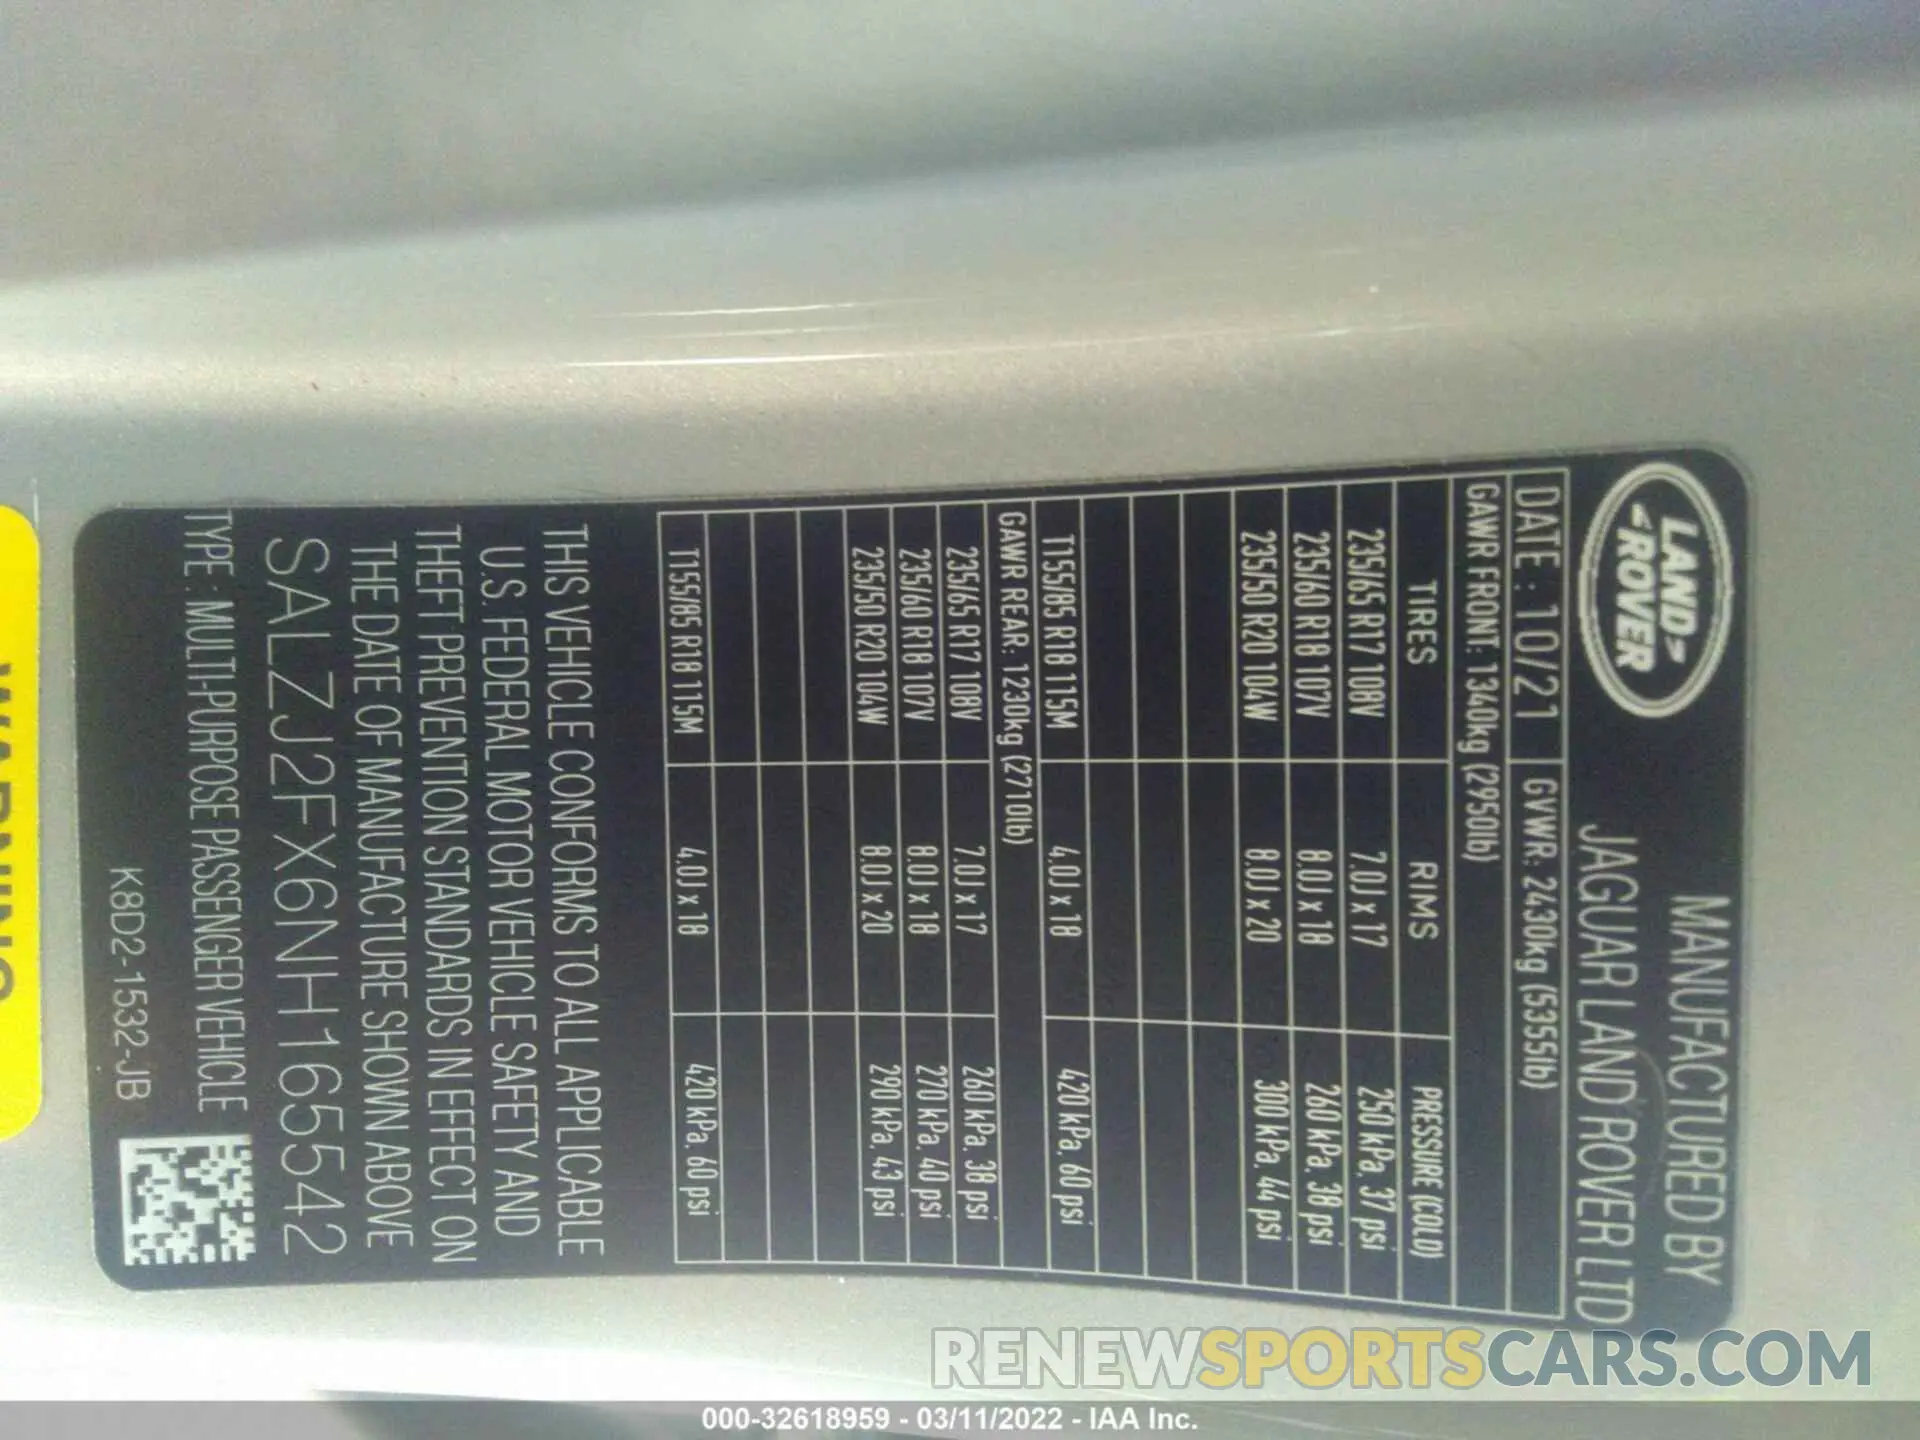 LAND
ROVER
MANUFACTURED BY
JAGUAR LAND ROVER LTD
DATE : 10/21 GVWR: 2430kg (5355lb)
GAWR FRONT: 1340kg (2950lb)
TIRES RIMS PRESSURE (COLD)
235/65 R17 108V 7.0J x 17 250 kPa, 37 psi
235/60 R18 107V 8.0J x 18 260 kPa, 38 psi
235/50 R20 104W 8.0J x 20 300 kPa, 44 psi
T155/85 R18 115M 4.0J x 18 420 kPa, 60 psi
GAWR REAR: 1230kg (2710lb)
235/65 R17 108V 7.0J x 17 260 kPa, 38 psi
235/60 R18 107V 8.0J x 18 270 kPa, 40 psi
235/50 R20 104W 8.0J x 20 290 kPa, 43 psi
T155/85 R18 115M 4.0J x 18 420 kPa, 60 psi
THIS VEHICLE CONFORMS TO ALL APPLICABLE
U.S. FEDERAL MOTOR VEHICLE SAFETY AND
THEFT PREVENTION STANDARDS IN EFFECT ON
THE DATE OF MANUFACTURE SHOWN ABOVE
SALZJ2FX6NH165542
TYPE : MULTI-PURPOSE PASSENGER VEHICLE
K8D2-1532-JB
WARNING
RENEWSPORTSCARS.COM
000-32618959 - 03/11/2022 - IAA Inc.